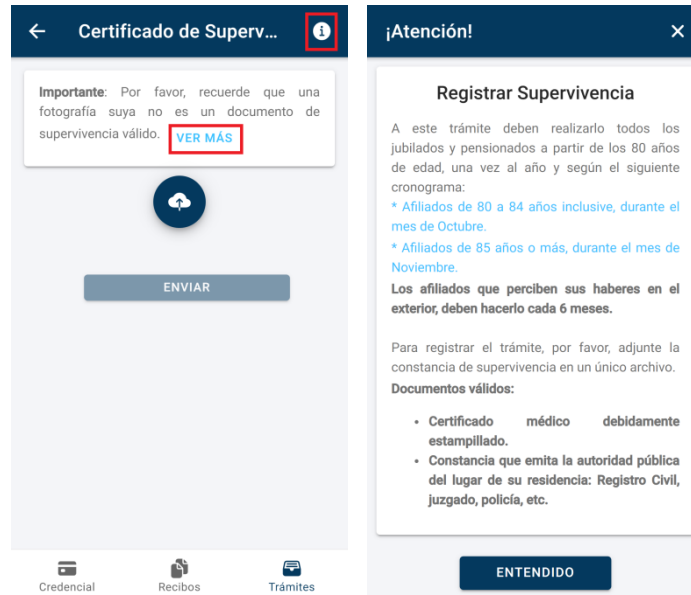 Certificado de Superv...
Importante: Por favor, recuerde que una
fotografía suya no es un documento de
supervivencia válido. VER MÁS
ENVIAR
Credencial Recibos Trámites
¡Atención!
Registrar Supervivencia
A este trámite deben realizarlo todos los
jubilados y pensionados a partir de los 80 años
de edad, una vez al año y según el siguiente
cronograma:
* Afiliados de 80 a 84 años inclusive, durante el
mes de Octubre.
* Afiliados de 85 años o más, durante el mes de
Noviembre.
Los afiliados que perciben sus haberes en el
exterior, deben hacerlo cada 6 meses.
Para registrar el trámite, por favor, adjunte la
constancia de supervivencia en un único archivo.
Documentos válidos:
• Certificado médico debidamente
estampillado.
• Constancia que emita la autoridad pública
del lugar de su residencia: Registro Civil,
juzgado, policía, etc.
ENTENDIDO